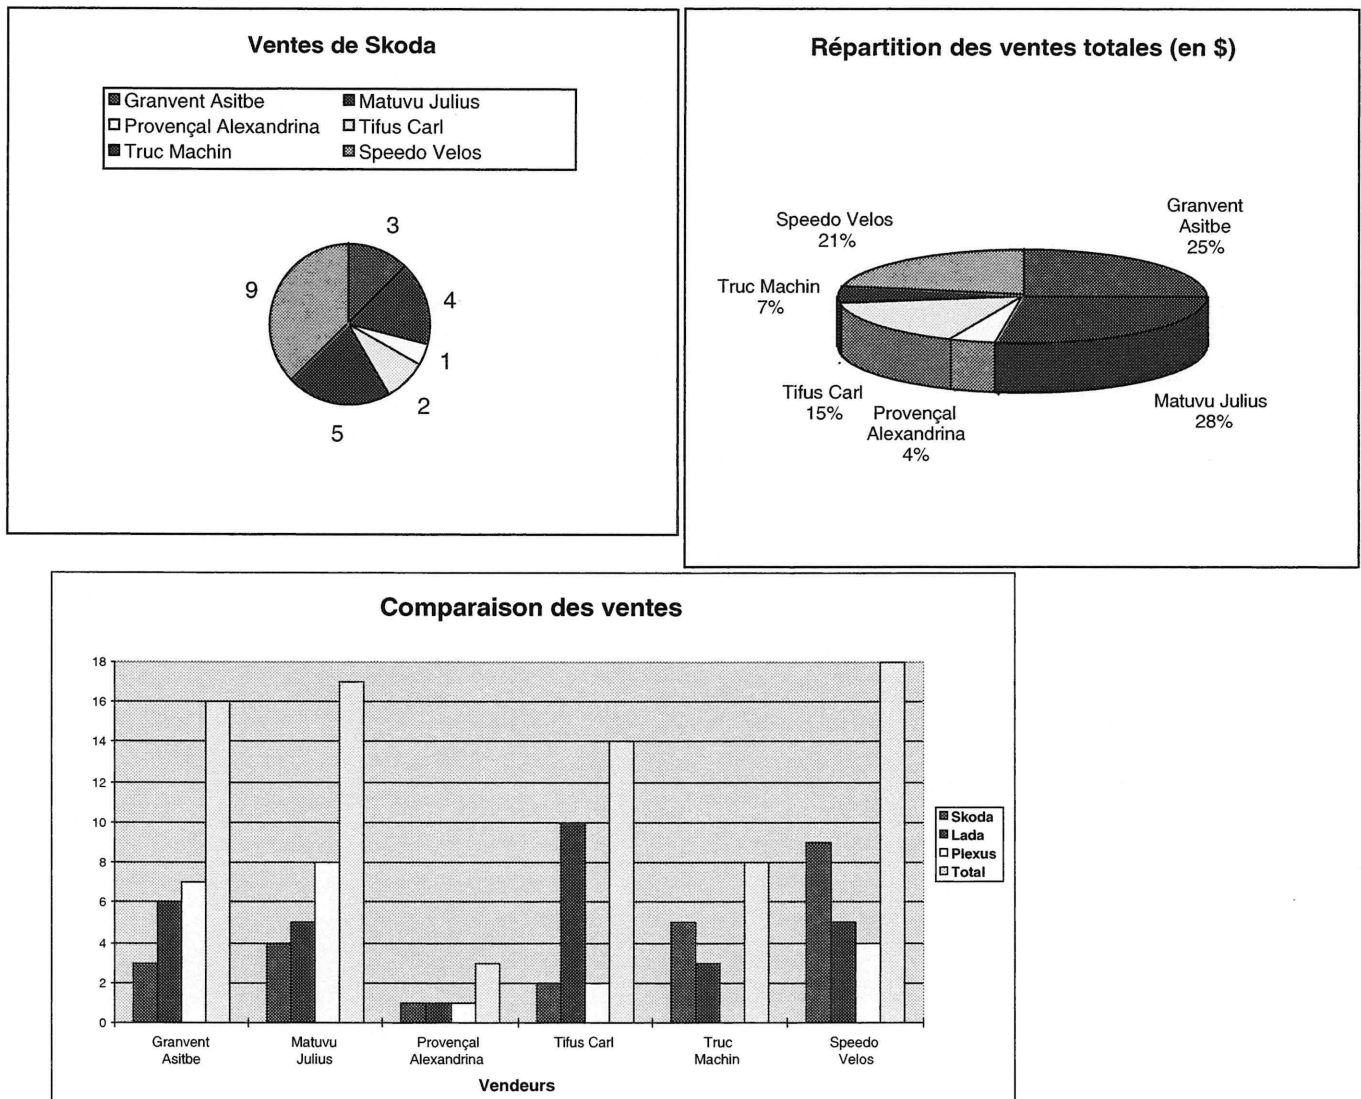 Ventes de Skoda
Granvent Asitbe
Matuvu Julius
Provençal Alexandrina
Tifus Carl
Truc Machin
Speedo Velos
3
9
4
1
2
5
Répartition des ventes totales (en $)
Granvent
Asitbe
25%
Speedo Velos
21%
Truc Machin
7%
Tifus Carl
15%
Provençal
Alexandrina
4%
Matuvu Julius
28%
Comparaison des ventes
18
16
14
12
10
8
6
4
2
0
Granvent
Asitbe
Matuvu
Julius
Provençal
Alexandrina
Tifus Carl
Truc
Machin
Speedo
Velos
Vendeurs
Skoda
Lada
Plexus
Total